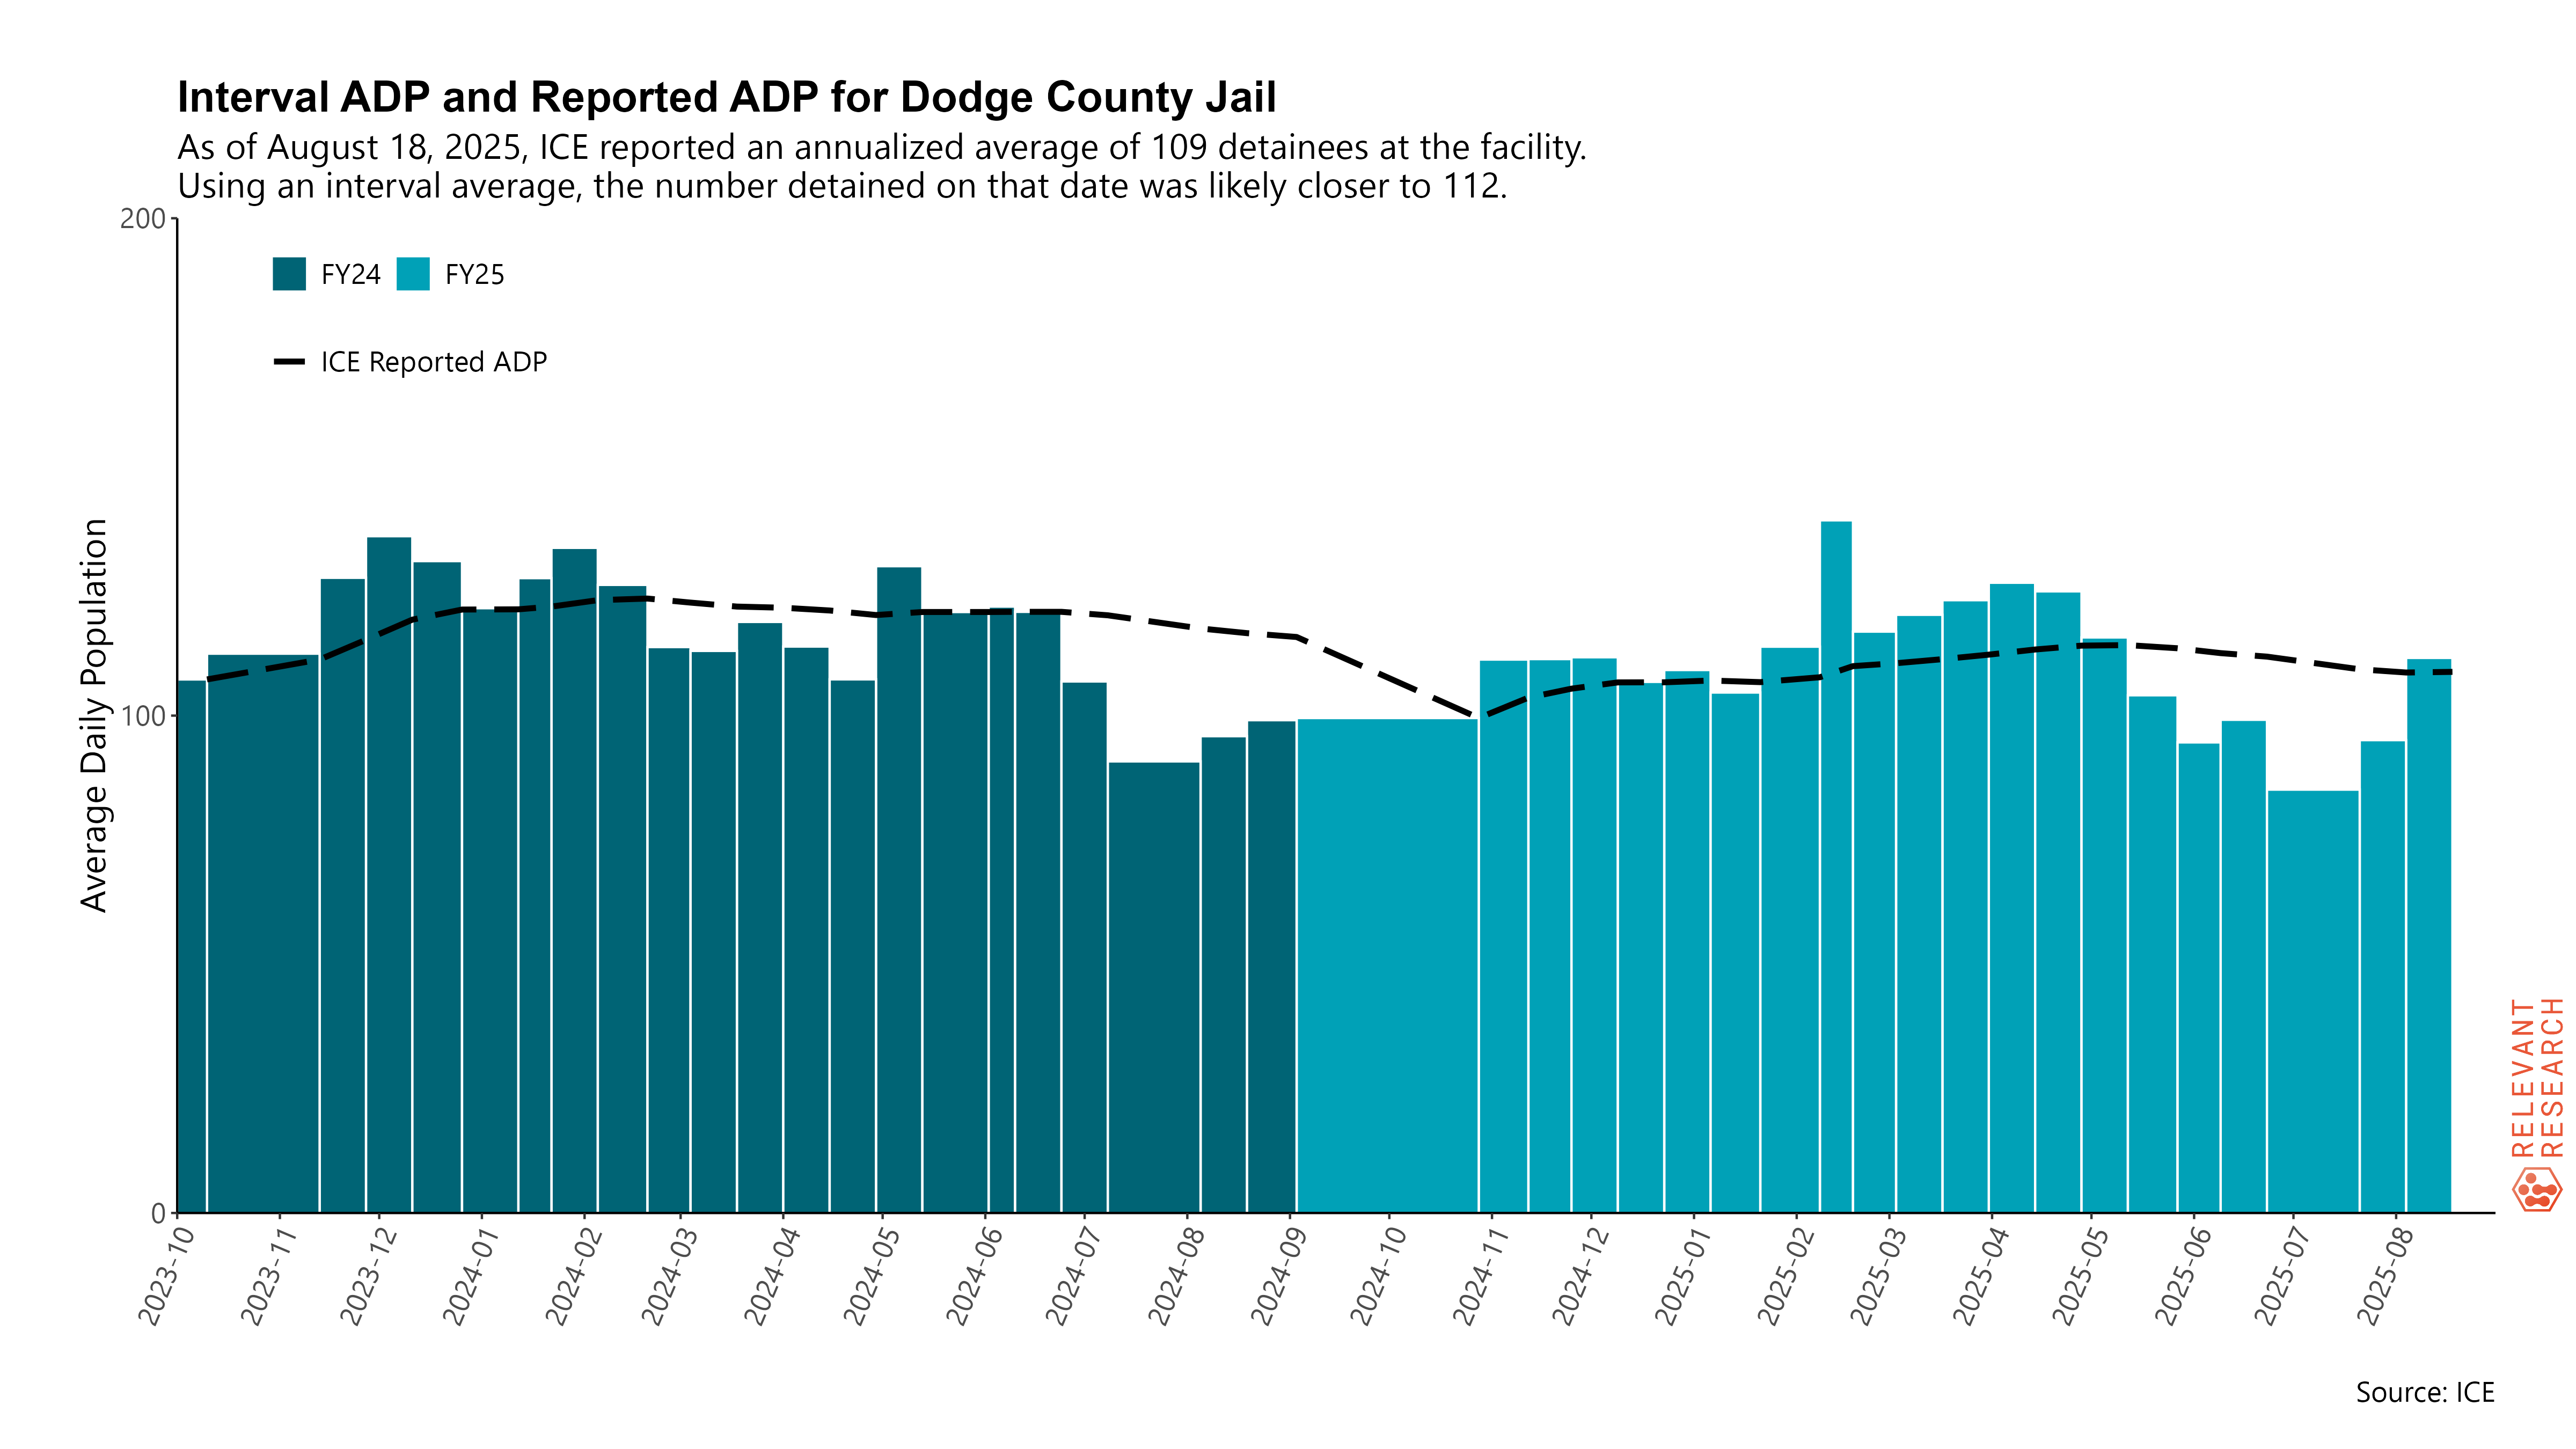 Interval ADP and Reported ADP for Dodge County Jail
As of August 18, 2025, ICE reported an annualized average of 109 detainees at the facility.
Using an interval average, the number detained on that date was likely closer to 112.
200
100
0
Average Daily Population
FY24
FY25
ICE Reported ADP
2023-10
2023-11
2023-12
2024-01
2024-02
2024-03
2024-04
2024-05
2024-06
2024-07
2024-08
2024-09
2024-10
2024-11
2024-12
2025-01
2025-02
2025-03
2025-04
2025-05
2025-06
2025-07
2025-08
RELEVANT
RESEARCH
Source: ICE